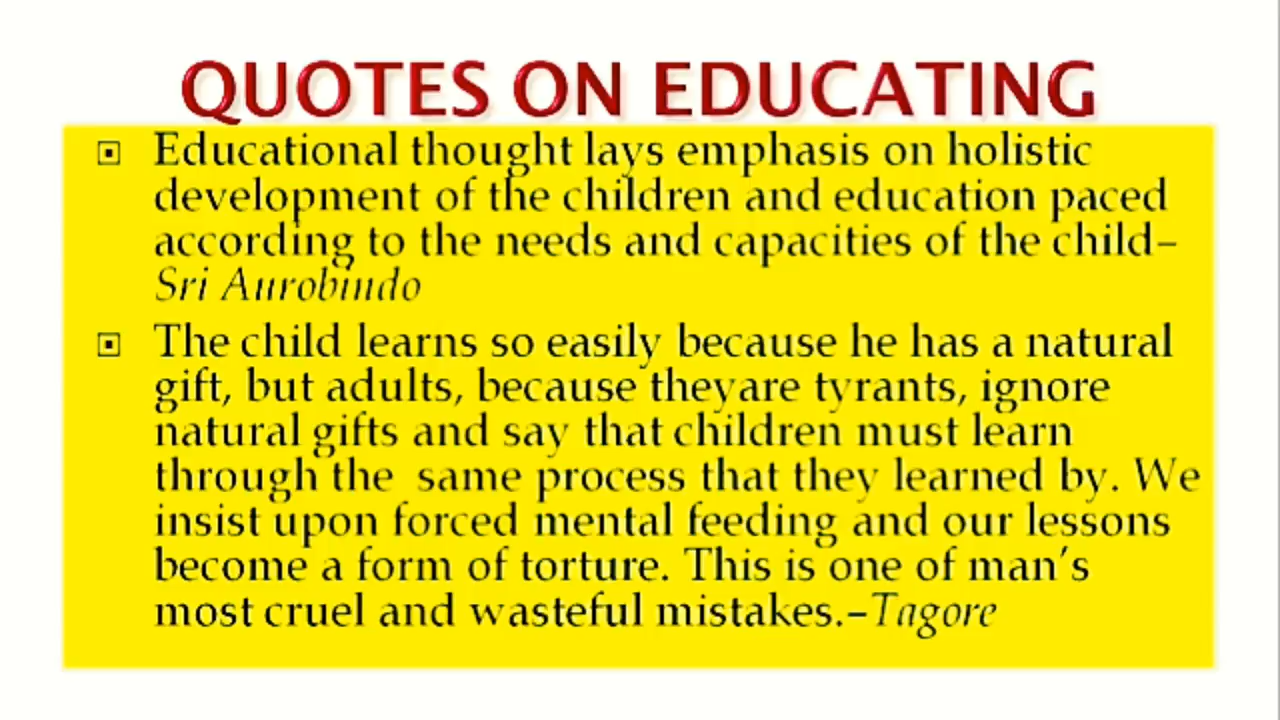 QUOTES ON EDUCATING
Educational thought lays emphasis on holistic
development of the children and education paced
according to the needs and capacities of the child–
Sri Aurobindo
The child learns so easily because he has a natural
gift, but adults, because theyare tyrants, ignore
natural gifts and say that children must learn
through the same process that they learned by. We
insist upon forced mental feeding and our lessons
become a form of torture. This is one of man’s
most cruel and wasteful mistakes.–Tagore